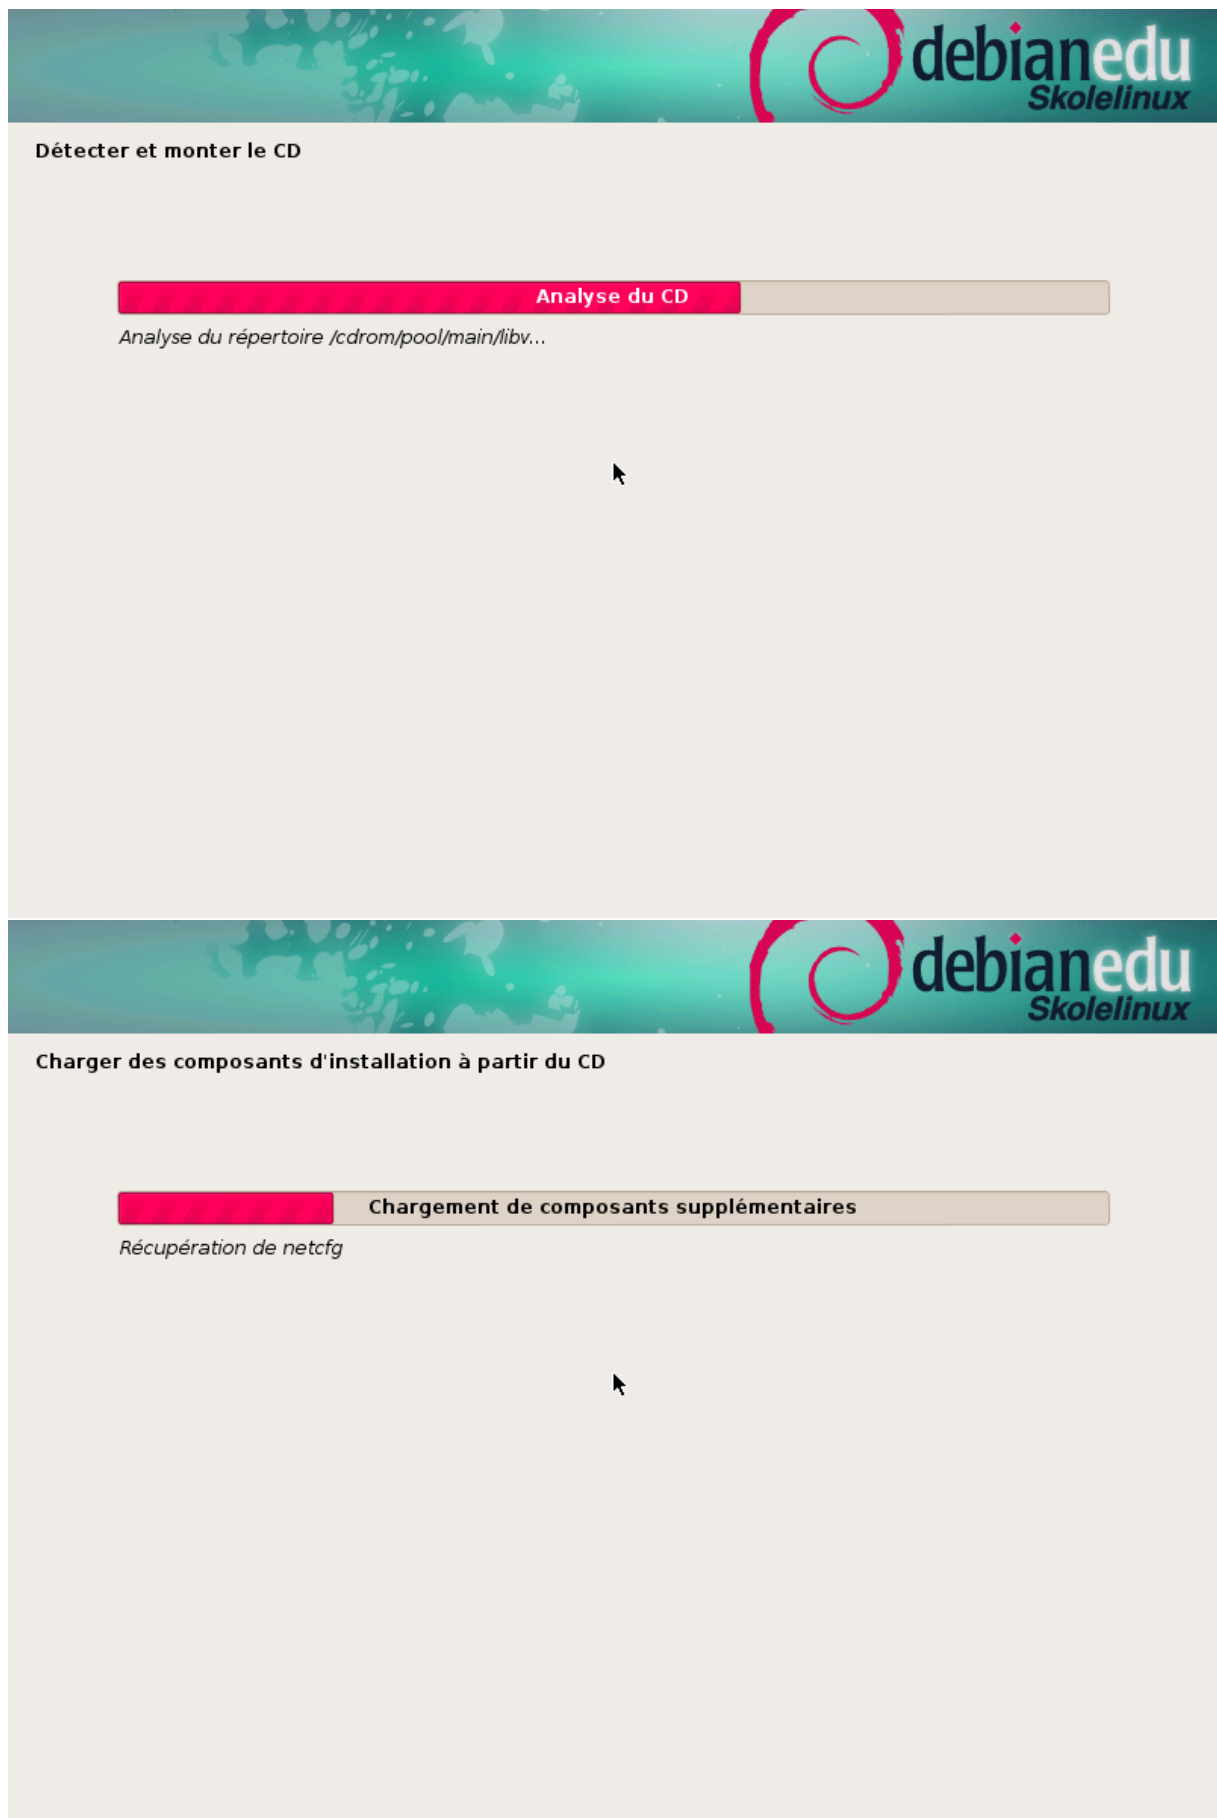 debianedu
Skolelinux
Détecter et monter le CD
Analyse du CD
Analyse du répertoire /cdrom/pool/main/libv...
debianedu
Skolelinux
Charger des composants d'installation à partir du CD
Chargement de composants supplémentaires
Récupération de netcfg